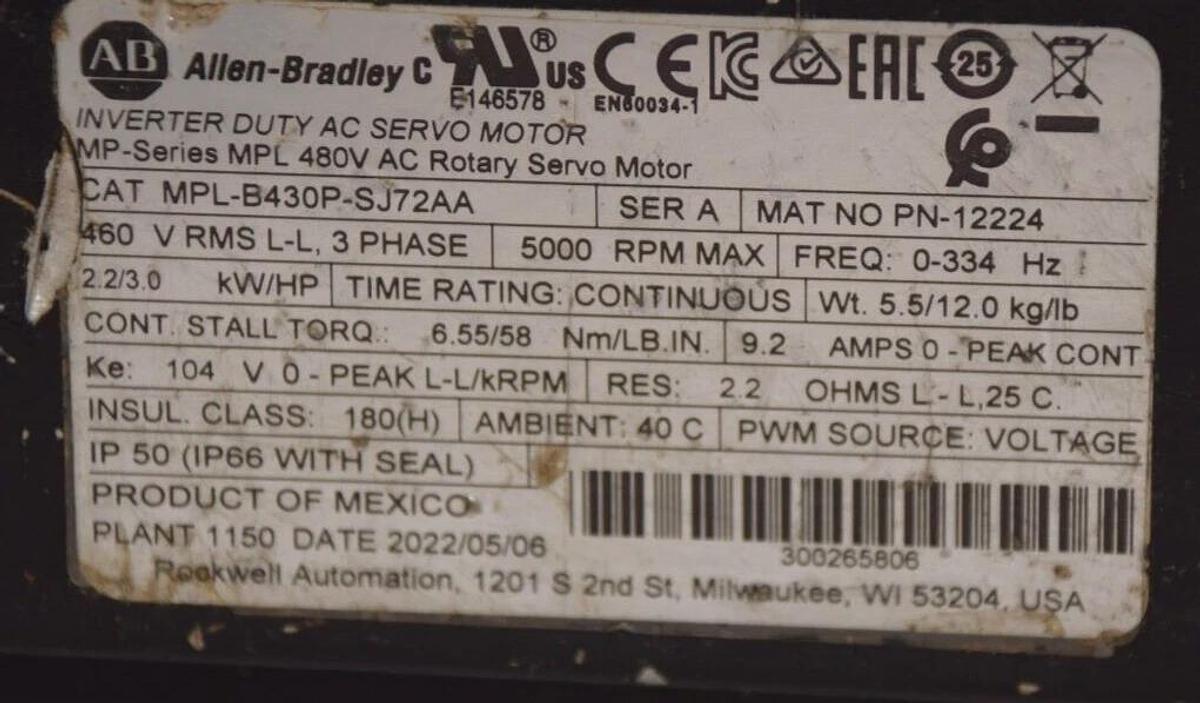 AB Allen-Bradley C UR® US CE KC EAC 25
E146578 EN60034-1
INVERTER DUTY AC SERVO MOTOR
MP-Series MPL 480V AC Rotary Servo Motor
CAT MPL-B430P-SJ72AA SER A MAT NO PN-12224
460 V RMS L-L, 3 PHASE 5000 RPM MAX FREQ: 0-334 Hz
2.2/3.0 kW/HP TIME RATING: CONTINUOUS Wt. 5.5/12.0 kg/lb
CONT. STALL TORQ.: 6.55/58 Nm/LB.IN. 9.2 AMPS 0 - PEAK CONT
Ke: 104 V 0 - PEAK L-L/kRPM RES: 2.2 OHMS L - L,25 C.
INSUL. CLASS: 180(H) AMBIENT: 40 C PWM SOURCE: VOLTAGE
IP 50 (IP66 WITH SEAL)
PRODUCT OF MEXICO
PLANT 1150 DATE 2022/05/06
300265806
Rockwell Automation, 1201 S 2nd St, Milwaukee, WI 53204, USA